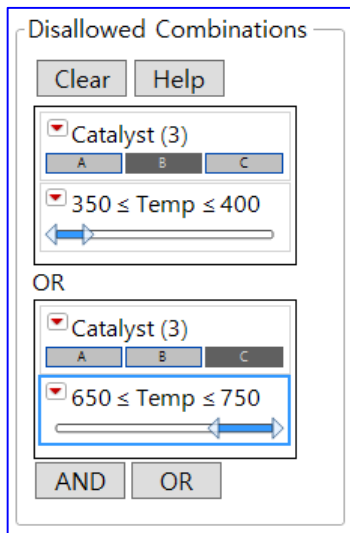 Disallowed Combinations
Clear Help
Catalyst (3)
A B C
350 ≤ Temp ≤ 400
OR
Catalyst (3)
A B C
650 ≤ Temp ≤ 750
AND OR